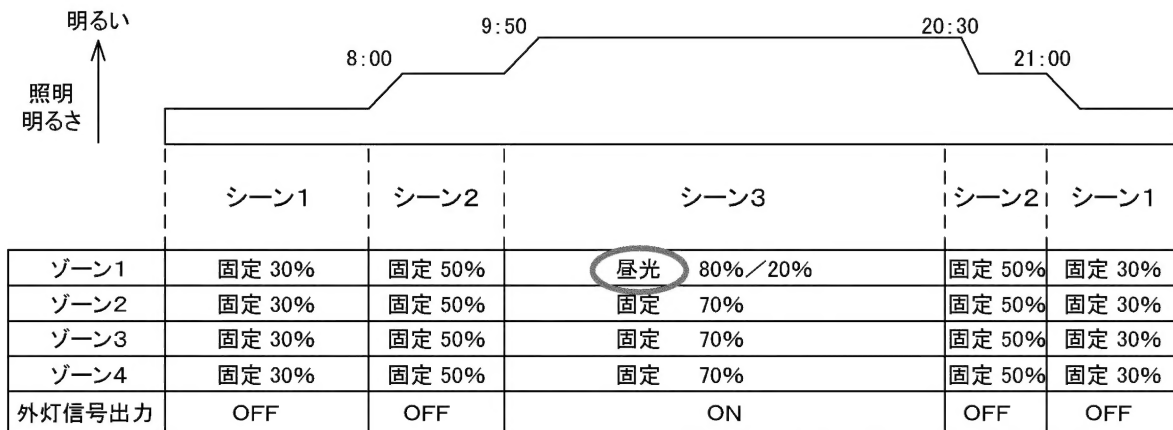 明るい
照明
明るさ
8:00
9:50
20:30
21:00
シーン1 シーン2 シーン3 シーン2 シーン1
ゾーン1 固定 30% 固定 50% 昼光 80%/20% 固定 50% 固定 30%
ゾーン2 固定 30% 固定 50% 固定 70% 固定 50% 固定 30%
ゾーン3 固定 30% 固定 50% 固定 70% 固定 50% 固定 30%
ゾーン4 固定 30% 固定 50% 固定 70% 固定 50% 固定 30%
外灯信号出力 OFF OFF ON OFF OFF